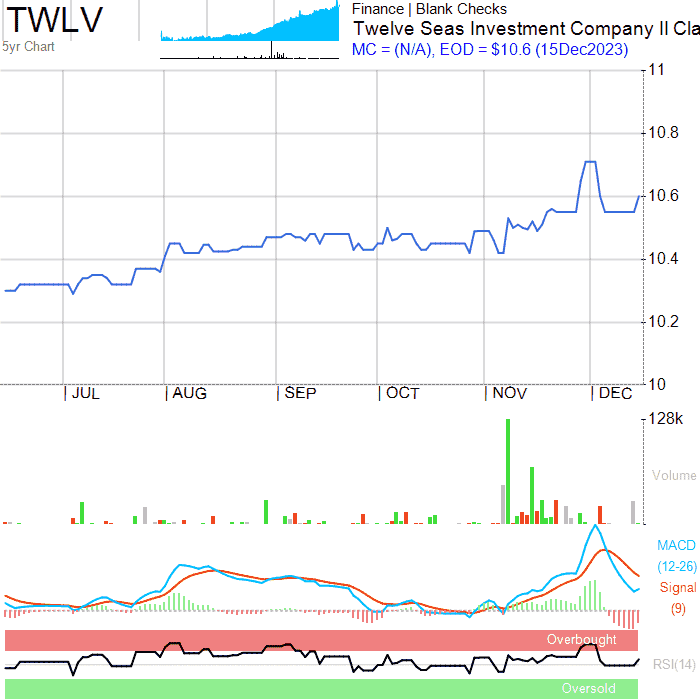 TWLV
5yr Chart
Finance | Blank Checks
Twelve Seas Investment Company II Cla
MC = (N/A), EOD = $10.6 (15Dec2023)
11
10.8
10.6
10.4
10.2
10
JUL AUG SEP OCT NOV DEC
128k
Volume
MACD
(12-26)
Signal
(9)
Overbought
RSI(14)
Oversold